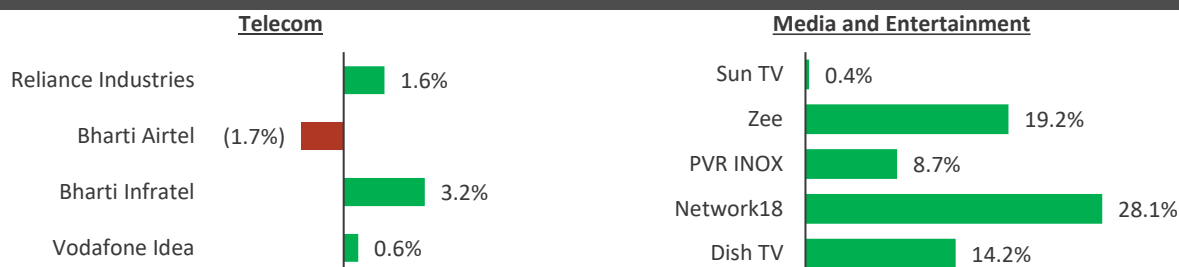 Telecom
Reliance Industries 1.6%
Bharti Airtel (1.7%)
Bharti Infratel 3.2%
Vodafone Idea 0.6%
Media and Entertainment
Sun TV 0.4%
Zee 19.2%
PVR INOX 8.7%
Network18 28.1%
Dish TV 14.2%